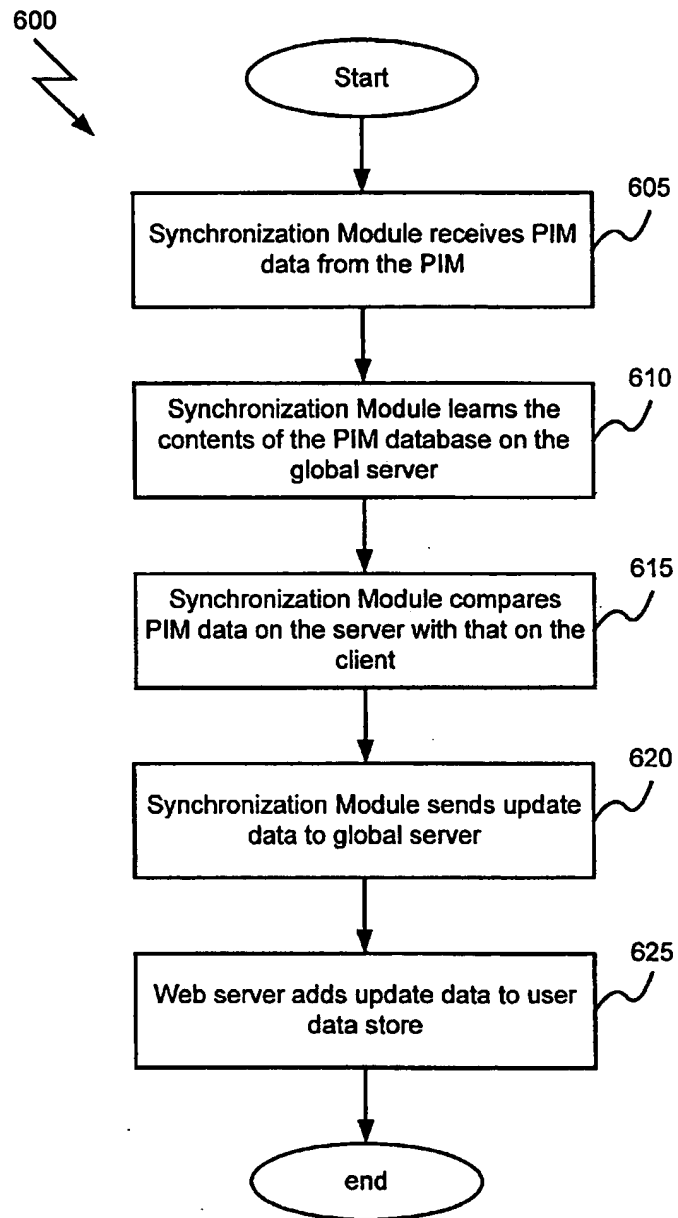 600
Start
605
Synchronization Module receives PIM
data from the PIM
610
Synchronization Module learns the
contents of the PIM database on the
global server
615
Synchronization Module compares
PIM data on the server with that on the
client
620
Synchronization Module sends update
data to global server
625
Web server adds update data to user
data store
end